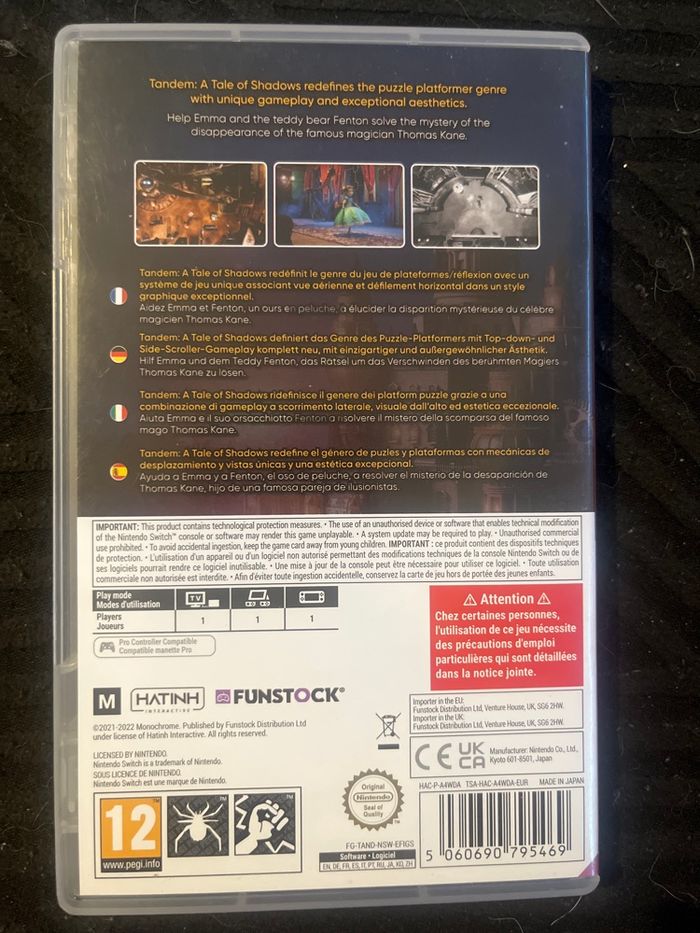 Tandem: A Tale of Shadows redefines the puzzle platformer genre
with unique gameplay and exceptional aesthetics.
Help Emma and the teddy bear Fenton solve the mystery of the
disappearance of the famous magician Thomas Kane.
Tandem: A Tale of Shadows redéfinit le genre du jeu de plateformes/réflexion avec un
système de jeu unique associant vue aérienne et défilement horizontal dans un style
graphique exceptionnel.
Aidez Emma et Fenton, un ours en peluche, à élucider la disparition mystérieuse du célèbre
magicien Thomas Kane.
Tandem: A Tale of Shadows definiert das Genre des Puzzle-Platformers mit Top-down- und
Side-Scroller-Gameplay komplett neu, mit einzigartiger und außergewöhnlicher Ästhetik.
Hilf Emma und dem Teddy Fenton, das Rätsel um das Verschwinden des berühmten Magiers
Thomas Kane zu lösen.
Tandem: A Tale of Shadows ridefinisce il genere dei platform puzzle grazie a una
combinazione di gameplay a scorrimento laterale, visuale dall'alto ed estetica eccezionale.
Aiuta Emma e il suo orsacchiotto Fenton a risolvere il mistero della scomparsa del famoso
mago Thomas Kane.
Tandem: A Tale of Shadows redefine el género de puzles y plataformas con mecánicas de
desplazamiento y vistas únicas y una estética excepcional.
Ayuda a Emma y a Fenton, el oso de peluche, a resolver el misterio de la desaparición de
Thomas Kane, hijo de una famosa pareja de ilusionistas.
IMPORTANT: This product contains technological protection measures. • The use of an unauthorised device or software that enables technical modification
of the Nintendo Switch™ console or software may render this game unplayable. • A system update may be required to play. • Unauthorised commercial
use prohibited. • To avoid accidental ingestion, keep the game card away from young children. IMPORTANT : ce produit contient des dispositifs techniques
de protection. • L'utilisation d'un appareil ou d'un logiciel non autorisé permettant des modifications techniques de la console Nintendo Switch ou de
ses logiciels pourrait rendre ce logiciel inutilisable. • Une mise à jour de la console peut être nécessaire pour utiliser ce logiciel. • Toute utilisation
commerciale non autorisée est interdite. • Afin d'éviter toute ingestion accidentelle, conservez la carte de jeu hors de portée des jeunes enfants.
Play mode
Modes d'utilisation
TV
Players
Joueurs
1
1
1
Pro Controller Compatible
Compatible manette Pro
Attention
Chez certaines personnes,
l'utilisation de ce jeu nécessite
des précautions d'emploi
particulières qui sont détaillées
dans la notice jointe.
M
HATINH
INTERACTIVE
FUNSTOCK®
©2021-2022 Monochrome. Published by Funstock Distribution Ltd
under license of Hatinh Interactive. All rights reserved.
LICENSED BY NINTENDO.
Nintendo Switch is a trademark of Nintendo.
SOUS LICENCE DE NINTENDO.
Nintendo Switch est une marque de Nintendo.
Importer in the EU:
Funstock Distribution Ltd, Venture House, UK, SG6 2HW.
Importer in the UK:
Funstock Distribution Ltd, Venture House, UK, SG6 2HW.
CE
UK
CA
Manufacturer: Nintendo Co., Ltd.,
Kyoto 601-8501, Japan
HAC-P-A4WDA TSA-HAC-A4WDA-EUR MADE IN JAPAN
12
www.pegi.info
Original
Nintendo
Seal of
Quality
FG-TAND-NSW-EFIGS
Software • Logiciel
EN, DE, FR, ES, IT, PT, RU, JA, KO, ZH
5 060690 795469